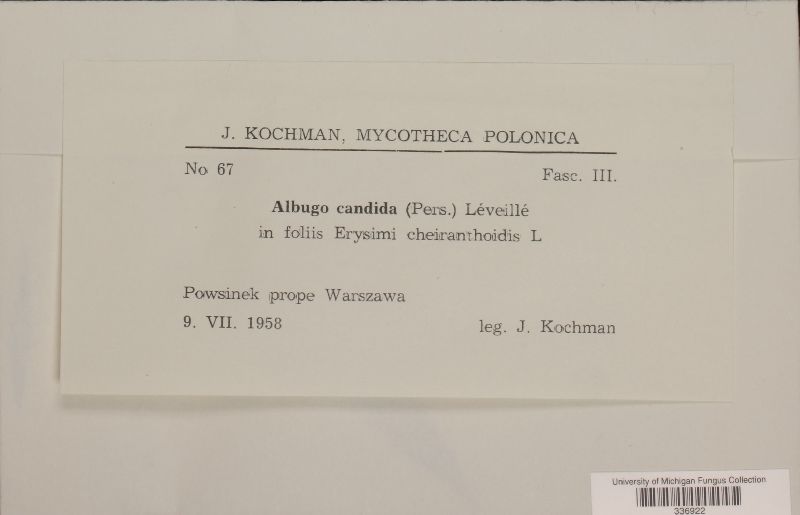 J. KOCHMAN, MYCOTHECA POLONICA
No 67
Fasc. III.
Albugo candida (Pers.) Léveillé
in foliis Erysimi cheiranthoidis L
Powsinek prope Warszawa
9. VII. 1958
leg. J. Kochman
University of Michigan Fungus Collection
336922